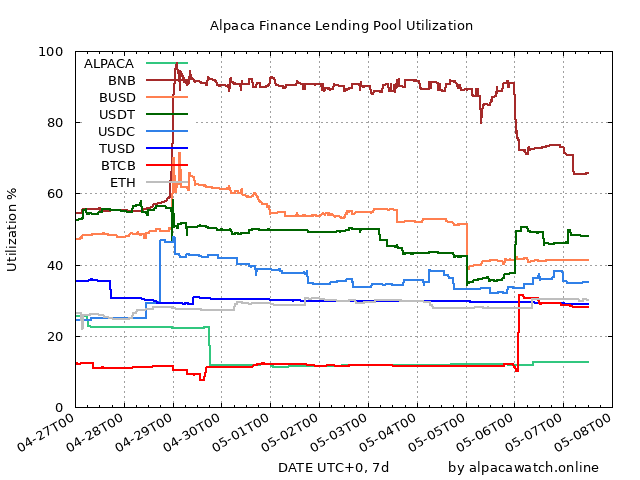 Alpaca Finance Lending Pool Utilization
100
80
60
40
20
0
Utilization %
ALPACA
BNB
BUSD
USDT
USDC
TUSD
BTCB
ETH
04-27T00
04-28T00
04-29T00
04-30T00
05-01T00
05-02T00
05-03T00
05-04T00
05-05T00
05-06T00
05-07T00
05-08T00
DATE UTC+0, 7d
by alpacawatch.online